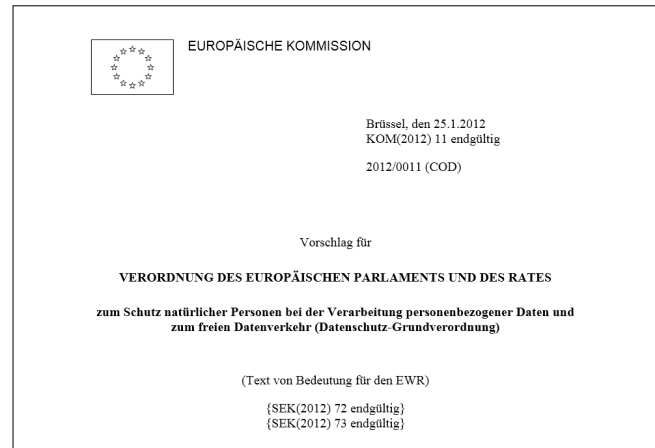 EUROPÄISCHE KOMMISSION
Brüssel, den 25.1.2012
KOM(2012) 11 endgültig
2012/0011 (COD)
Vorschlag für
VERORDNUNG DES EUROPÄISCHEN PARLAMENTS UND DES RATES
zum Schutz natürlicher Personen bei der Verarbeitung personenbezogener Daten und
zum freien Datenverkehr (Datenschutz-Grundverordnung)
(Text von Bedeutung für den EWR)
{SEK(2012) 72 endgültig}
{SEK(2012) 73 endgültig}